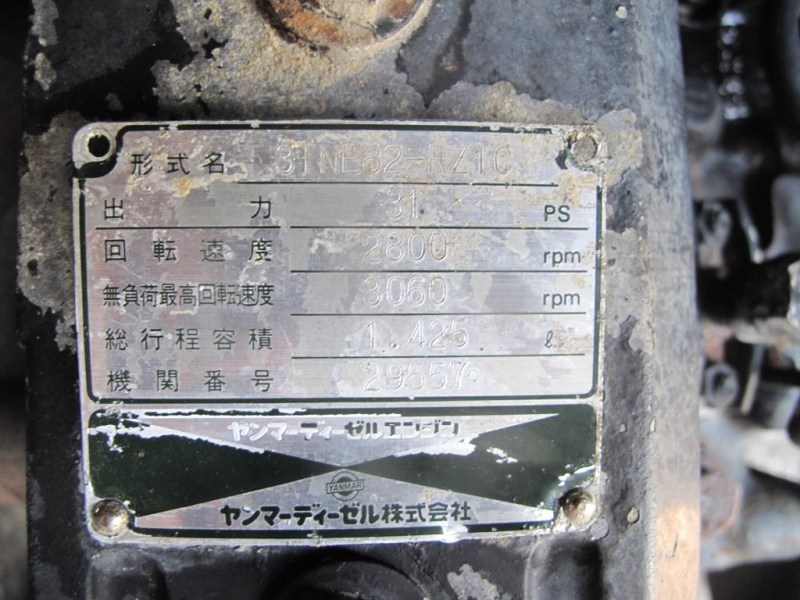 形式名 3TNE82-RZ1C
出力 31 PS
回転速度 2800 rpm
無負荷最高回転速度 3060 rpm
総行程容積 1.425 ℓ
機関番号 29557
ヤンマーディーゼルエンジン
YANMAR
ヤンマーディーゼル株式会社